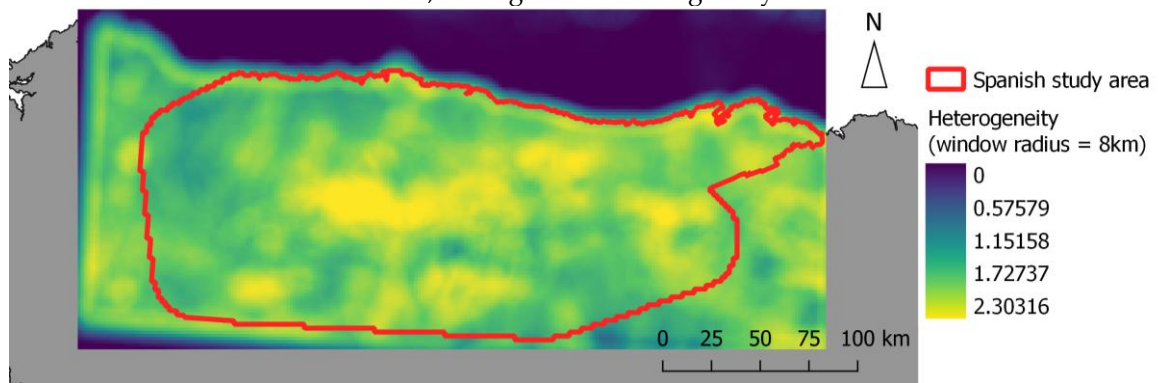 N
Spanish study area
Heterogeneity
(window radius = 8km)
0
0.57579
1.15158
1.72737
2.30316
0 25 50 75 100 km